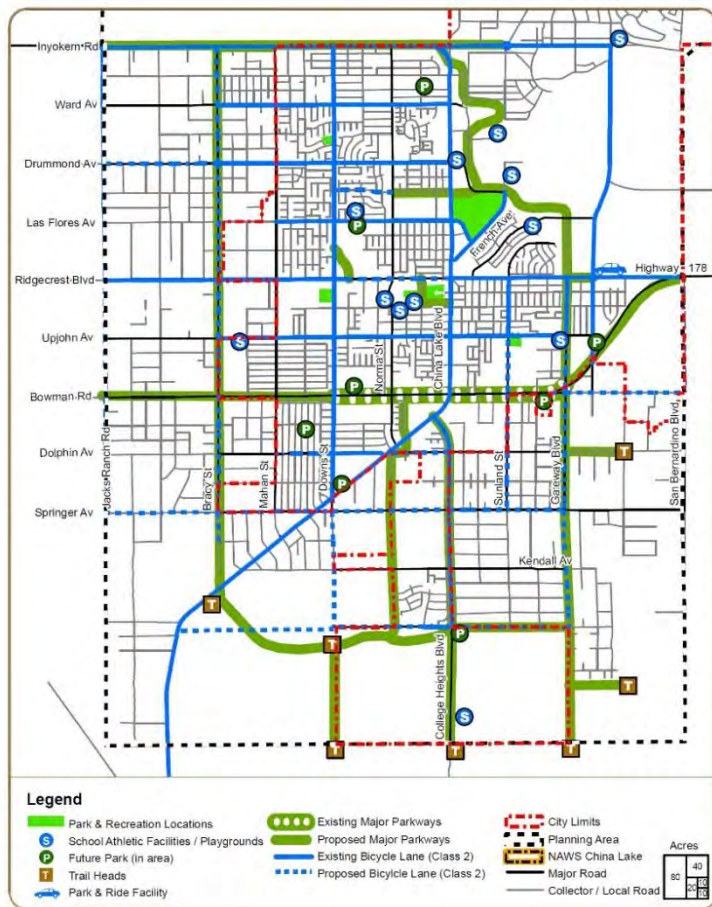 Inyokern Rd
Ward Av
Drummond Av
Las Flores Av
French Ave
Highway 178
Ridgecrest Blvd
Upjohn Av
Norma St
China Lake Blvd
Bowman Rd
Jacks Ranch Rd
Bracy St
Mahan St
Downs St
Dolphin Av
Sunland St
Gateway Blvd
San Bernardino Blvd
Springer Av
Kendall Av
College Heights Blvd
S
S
S
S
S
S
S
S
S
S
S
S
P
P
P
P
P
P
P
P
T
T
T
T
T
T
T
Legend
Park & Recreation Locations
S School Athletic Facilities / Playgrounds
P Future Park (in area)
T Trail Heads
Park & Ride Facility
Existing Major Parkways
Proposed Major Parkways
Existing Bicycle Lane (Class 2)
Proposed Bicycle Lane (Class 2)
City Limits
Planning Area
NAWS China Lake
Major Road
Collector / Local Road
Acres
80
40
20
10
10